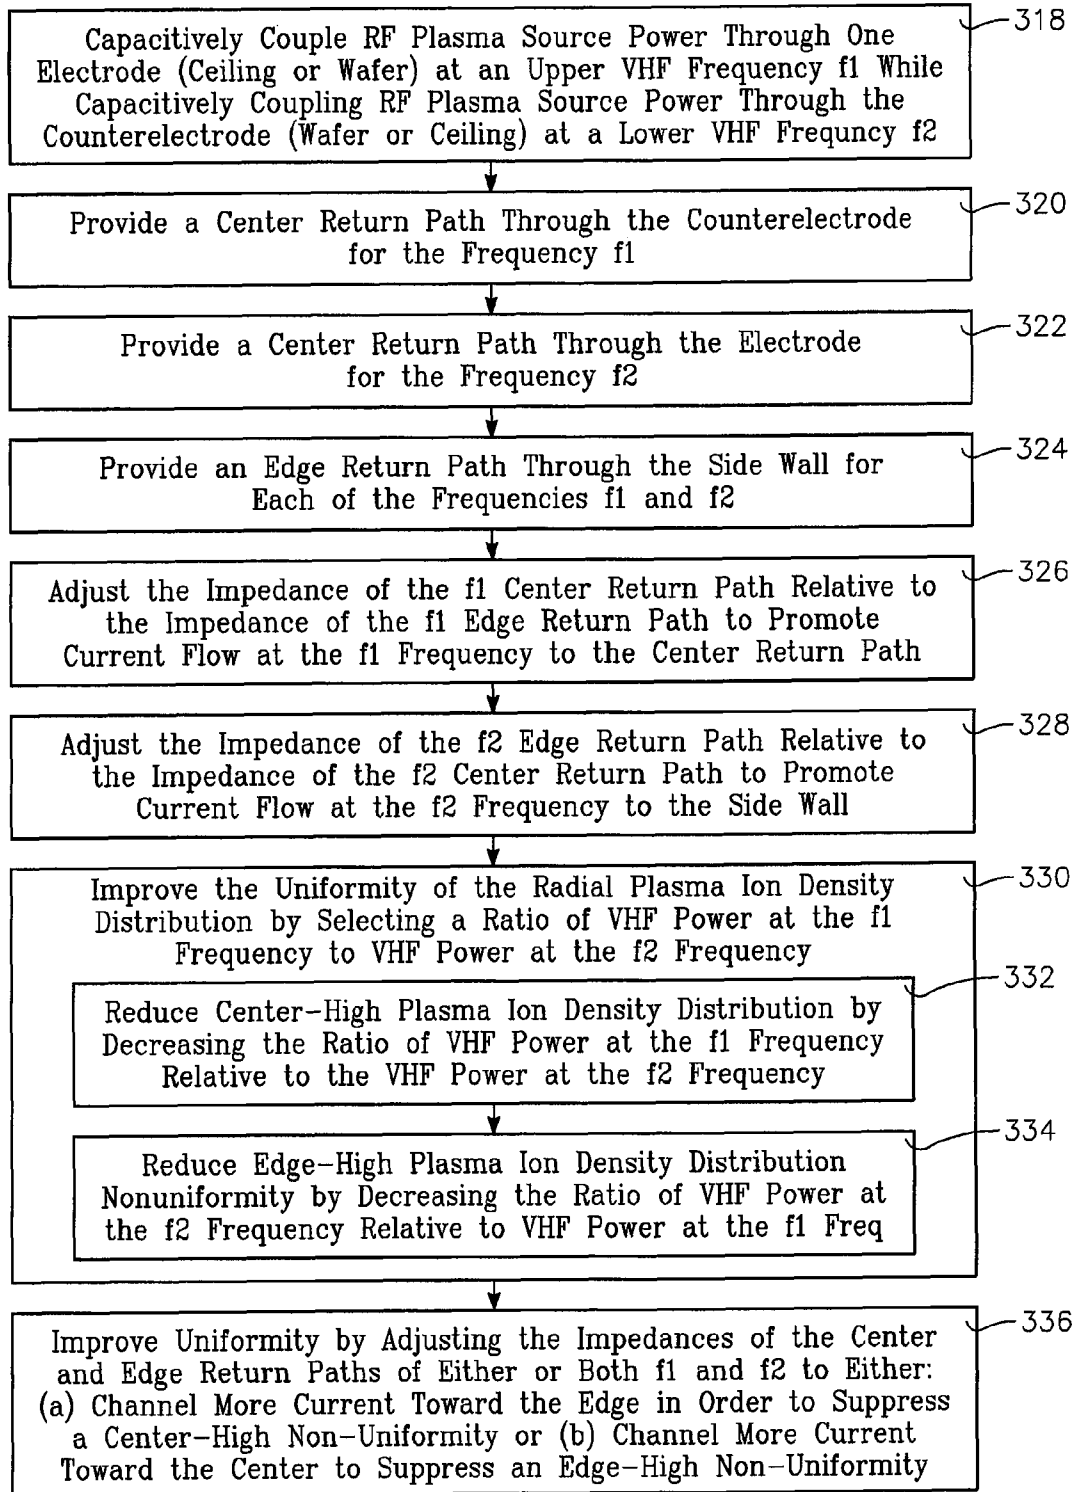 318
Capacitively Couple RF Plasma Source Power Through One
Electrode (Ceiling or Wafer) at an Upper VHF Frequency f1 While
Capacitively Coupling RF Plasma Source Power Through the
Counterelectrode (Wafer or Ceiling) at a Lower VHF Frequncy f2
320
Provide a Center Return Path Through the Counterelectrode
for the Frequency f1
322
Provide a Center Return Path Through the Electrode
for the Frequency f2
324
Provide an Edge Return Path Through the Side Wall for
Each of the Frequencies f1 and f2
326
Adjust the Impedance of the f1 Center Return Path Relative to
the Impedance of the f1 Edge Return Path to Promote
Current Flow at the f1 Frequency to the Center Return Path
328
Adjust the Impedance of the f2 Edge Return Path Relative to
the Impedance of the f2 Center Return Path to Promote
Current Flow at the f2 Frequency to the Side Wall
330
Improve the Uniformity of the Radial Plasma Ion Density
Distribution by Selecting a Ratio of VHF Power at the f1
Frequency to VHF Power at the f2 Frequency
332
Reduce Center-High Plasma Ion Density Distribution by
Decreasing the Ratio of VHF Power at the f1 Frequency
Relative to the VHF Power at the f2 Frequency
334
Reduce Edge-High Plasma Ion Density Distribution
Nonuniformity by Decreasing the Ratio of VHF Power at
the f2 Frequency Relative to VHF Power at the f1 Freq
336
Improve Uniformity by Adjusting the Impedances of the Center
and Edge Return Paths of Either or Both f1 and f2 to Either:
(a) Channel More Current Toward the Edge in Order to Suppress
a Center-High Non-Uniformity or (b) Channel More Current
Toward the Center to Suppress an Edge-High Non-Uniformity